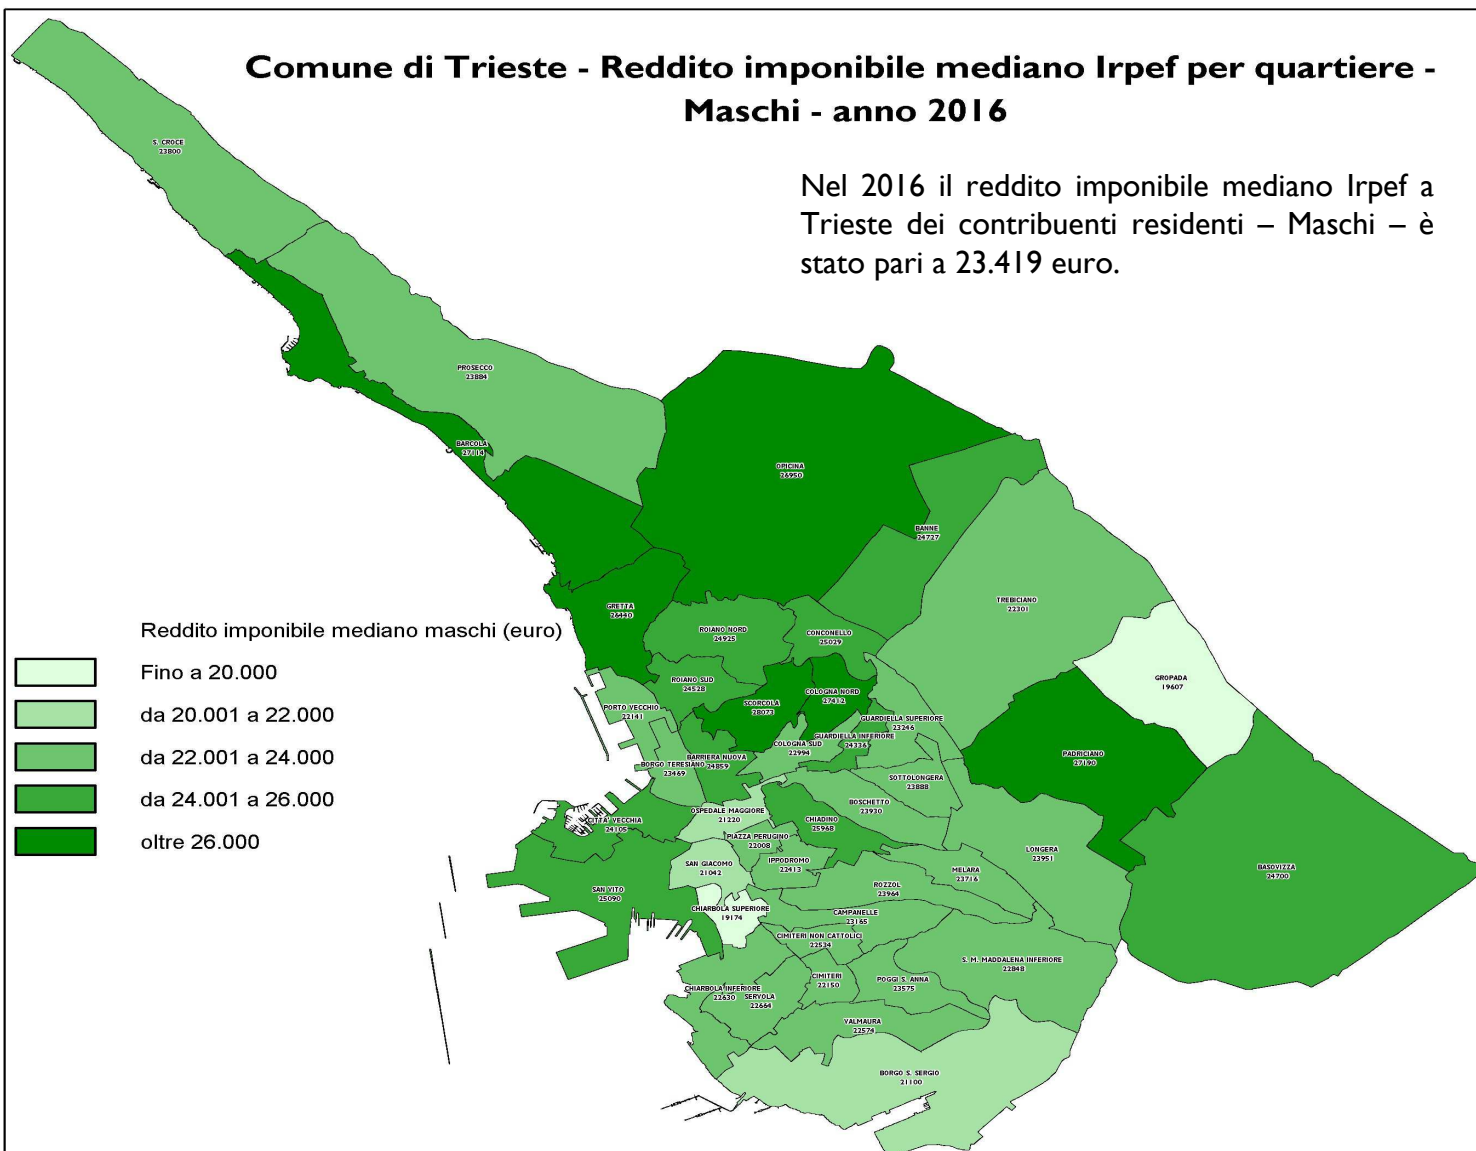 Comune di Trieste - Reddito imponibile mediano Irpef per quartiere -
Maschi - anno 2016
Nel 2016 il reddito imponibile mediano Irpef a
Trieste dei contribuenti residenti – Maschi – è
stato pari a 23.419 euro.
S. CROCE
23800
PROSECCO
23884
BARCOLA
27114
OPICINA
26950
BANNE
24727
TREBICIANO
22301
GRETTA
26440
ROIANO NORD
24925
CONCONELLO
25029
GROPADA
19607
ROIANO SUD
24528
SCORCOLA
28073
COLOGNA NORD
27412
PORTO VECCHIO
22141
GUARDIELLA SUPERIORE
23246
GUARDIELLA INFERIORE
24336
COLOGNA SUD
22994
PADRICIANO
27190
BARRIERA NUOVA
24859
BORGO TERESIANO
23469
SOTTOLONGERA
23888
BOSCHETTO
23930
OSPEDALE MAGGIORE
21220
CHIADINO
25968
CITTA' VECCHIA
24105
PIAZZA PERUGINO
22008
IPPODROMO
22413
LONGERA
23951
SAN GIACOMO
21042
MELARA
23716
BASOVIZZA
24700
SAN VITO
25090
ROZZOL
23964
CHIARBOLA SUPERIORE
19174
CAMPANELLE
23165
CIMITERI NON CATTOLICI
22534
S. M. MADDALENA INFERIORE
22848
CIMITERI
22150
POGGI S. ANNA
23575
CHIARBOLA INFERIORE
22630
SERVOLA
22664
VALMAURA
22574
BORGO S. SERGIO
21100
Reddito imponibile mediano maschi (euro)
Fino a 20.000
da 20.001 a 22.000
da 22.001 a 24.000
da 24.001 a 26.000
oltre 26.000